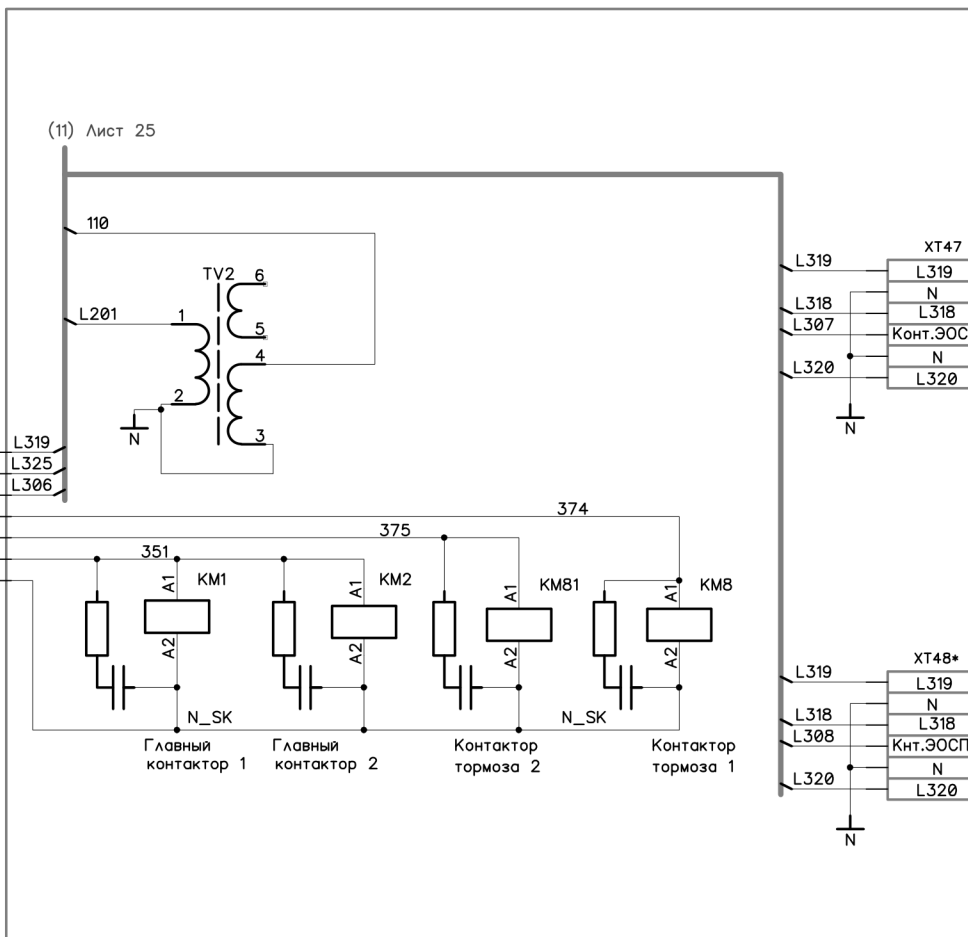 (11) Лист 25
110
TV2
6
L201
1
5
4
2
3
N
L319
L325
L306
374
375
351
A1
KM1
A2
A1
KM2
A2
A1
KM81
A2
A1
KM8
A2
N_SK
N_SK
Главный
контактор 1
Главный
контактор 2
Контактор
тормоза 2
Контактор
тормоза 1
XT47
L319
L319
N
L318
L318
L307
Конт.ЭОС
N
L320
L320
N
XT48*
L319
L319
N
L318
L318
L308
Кнт.ЭОСП
N
L320
L320
N